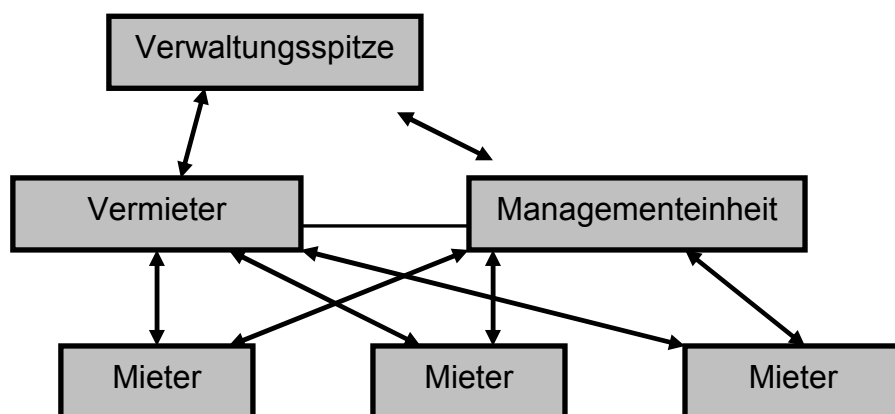 Verwaltungsspitze
Vermieter
Managementeinheit
Mieter
Mieter
Mieter